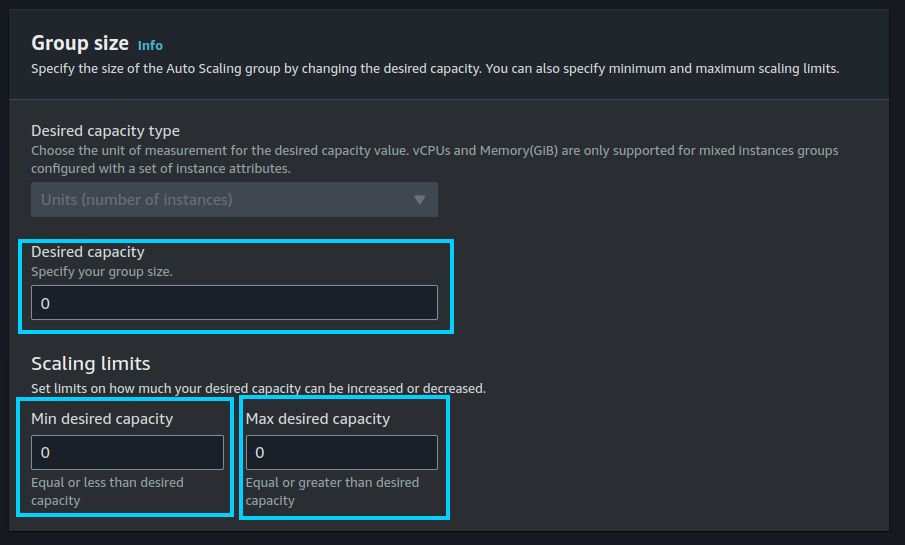 Group size Info
Specify the size of the Auto Scaling group by changing the desired capacity. You can also specify minimum and maximum scaling limits.
Desired capacity type
Choose the unit of measurement for the desired capacity value. vCPUs and Memory(GiB) are only supported for mixed instances groups
configured with a set of instance attributes.
Units (number of instances)
Desired capacity
Specify your group size.
0
Scaling limits
Set limits on how much your desired capacity can be increased or decreased.
Min desired capacity
0
Equal or less than desired
capacity
Max desired capacity
0
Equal or greater than desired
capacity